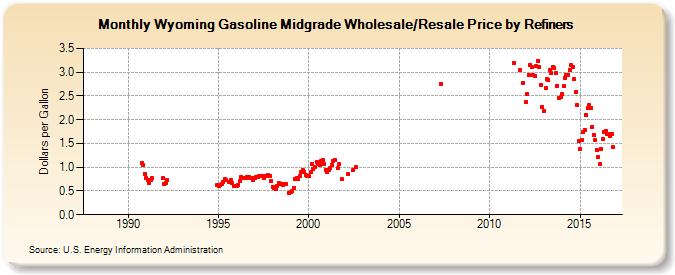 Monthly Wyoming Gasoline Midgrade Wholesale/Resale Price by Refiners
Dollars per Gallon
3.5
3.0
2.5
2.0
1.5
1.0
0.5
0.0
1990 1995 2000 2005 2010 2015
Source: U.S. Energy Information Administration